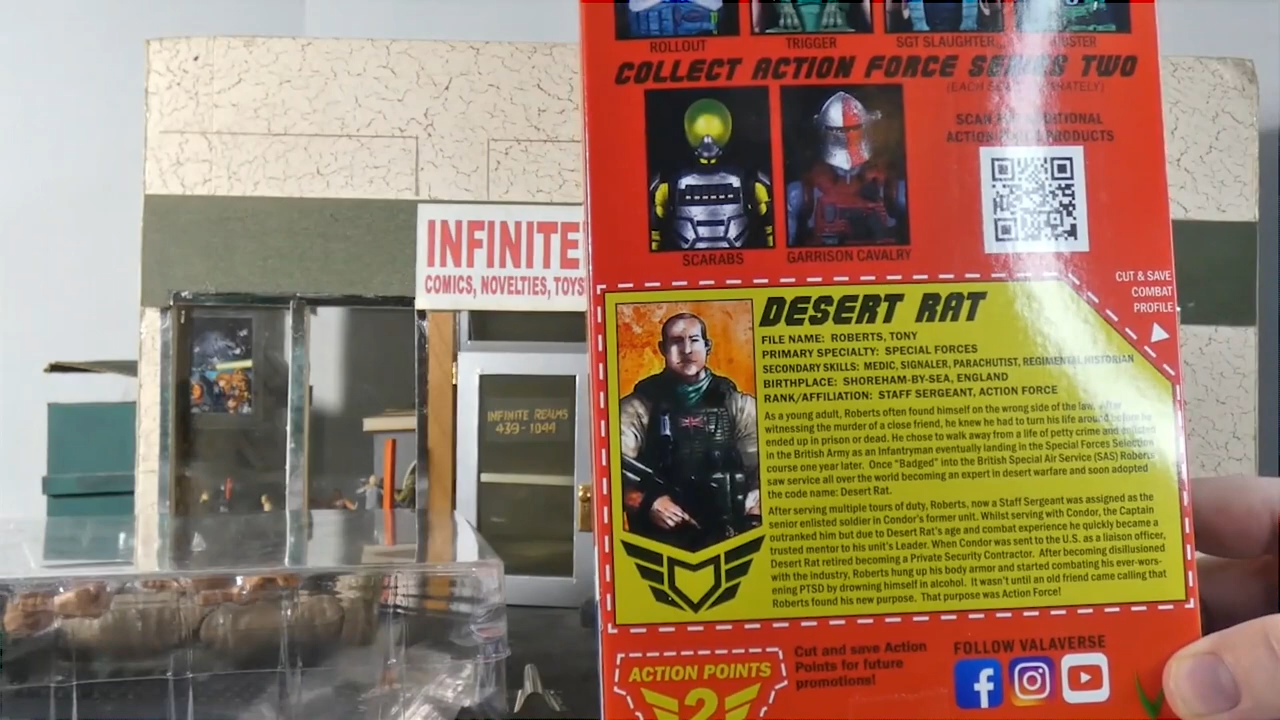 ROLLOUT
TRIGGER
SGT SLAUGHTER
COLLECT ACTION FORCE SERIES TWO
(EACH
SCARABS
GARRISON CAVALRY
SCAN
ACTION PRODUCTS
CUT & SAVE
COMBAT
PROFILE
DESERT RAT
FILE NAME: ROBERTS, TONY
PRIMARY SPECIALTY: SPECIAL FORCES
SECONDARY SKILLS: MEDIC, SIGNALER, PARACHUTIST, REGIMENTAL HISTORIAN
BIRTHPLACE: SHOREHAM-BY-SEA, ENGLAND
RANK/AFFILIATION: STAFF SERGEANT, ACTION FORCE
As a young adult, Roberts often found himself on the wrong side of the law. After
witnessing the murder of a close friend, he knew he had to turn his life around before he
ended up in prison or dead. He chose to walk away from a life of petty crime and enlisted
in the British Army as an Infantryman eventually landing in the Special Forces Selection
course one year later. Once "Badged" into the British Special Air Service (SAS) Roberts
saw service all over the world becoming an expert in desert warfare and soon adopted
the code name: Desert Rat.
After serving multiple tours of duty, Roberts, now a Staff Sergeant was assigned as the
senior enlisted soldier in Condor's former unit. Whilst serving with Condor, the Captain
outranked him but due to Desert Rat's age and combat experience he quickly became a
trusted mentor to his unit's Leader. When Condor was sent to the U.S. as a liaison officer,
Desert Rat retired becoming a Private Security Contractor. After becoming disillusioned
with the industry, Roberts hung up his body armor and started combating his ever-wors-
ening PTSD by drowning himself in alcohol. It wasn't until an old friend came calling that
Roberts found his new purpose. That purpose was Action Force!
ACTION POINTS
2
Cut and save Action
Points for future
promotions!
FOLLOW VALAVERSE
INFINITE
COMICS, NOVELTIES, TOYS
INFINITE REALMS
439-1044